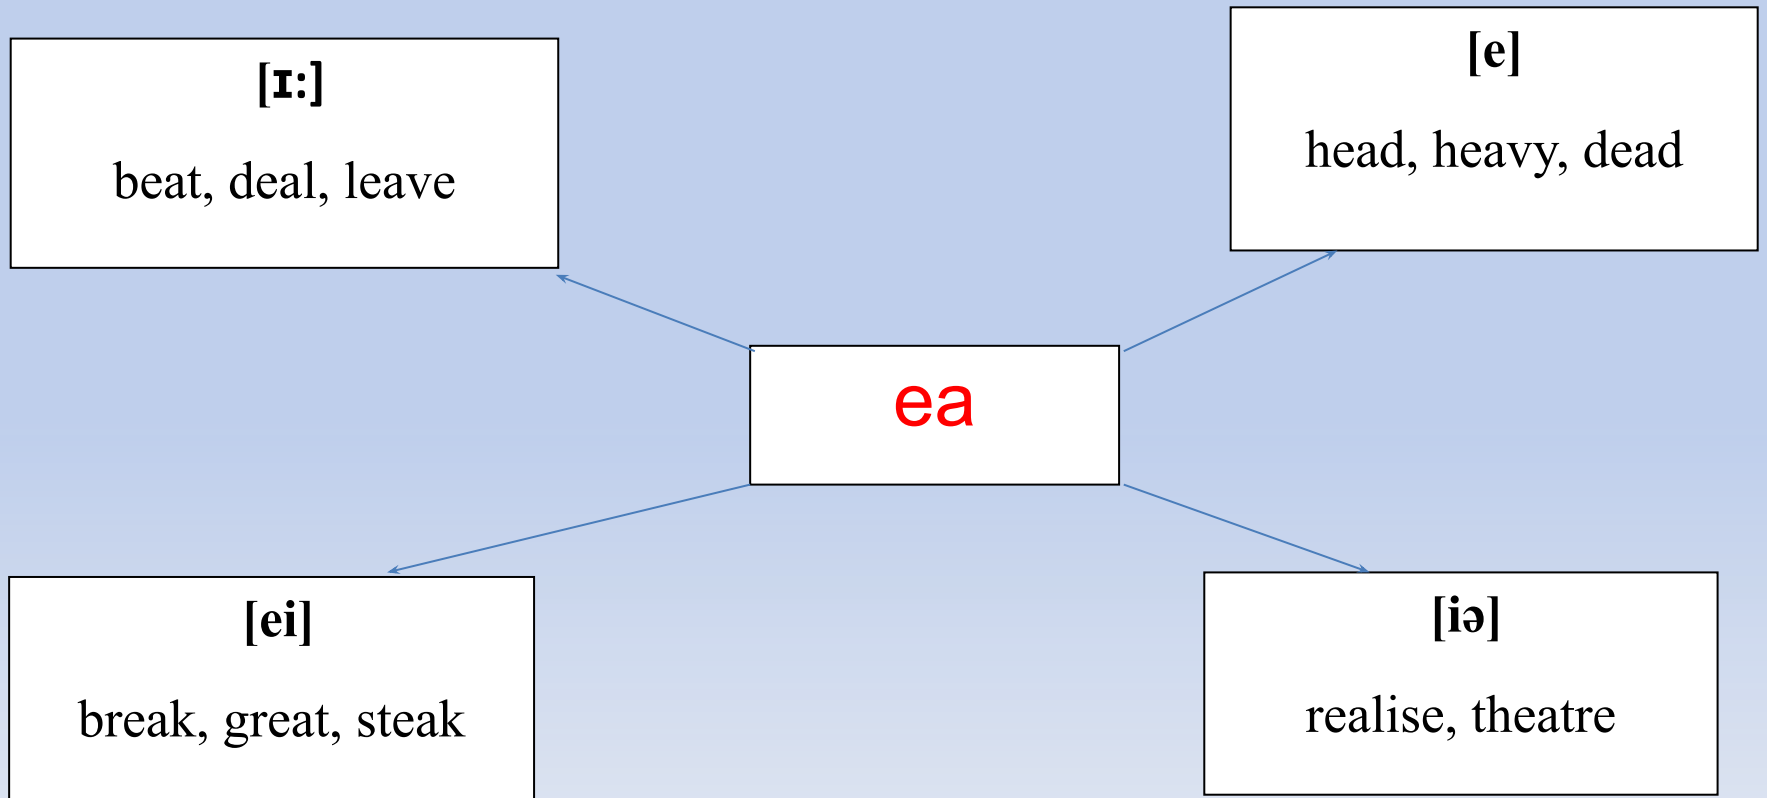 [ɪ:]
beat, deal, leave
[e]
head, heavy, dead
ea
[ei]
break, great, steak
[iə]
realise, theatre